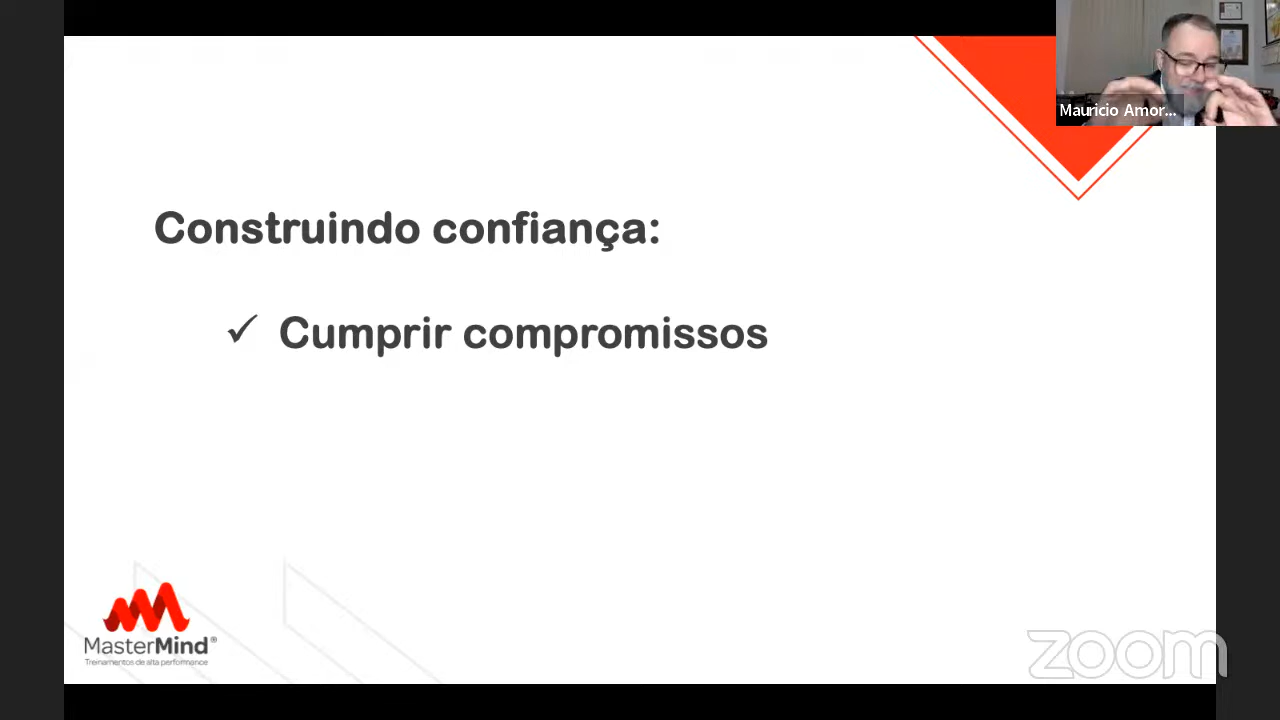 Mauricio Amor...
Construindo confiança:
✓ Cumprir compromissos
MasterMind®
Treinamentos de alta performance
zoom